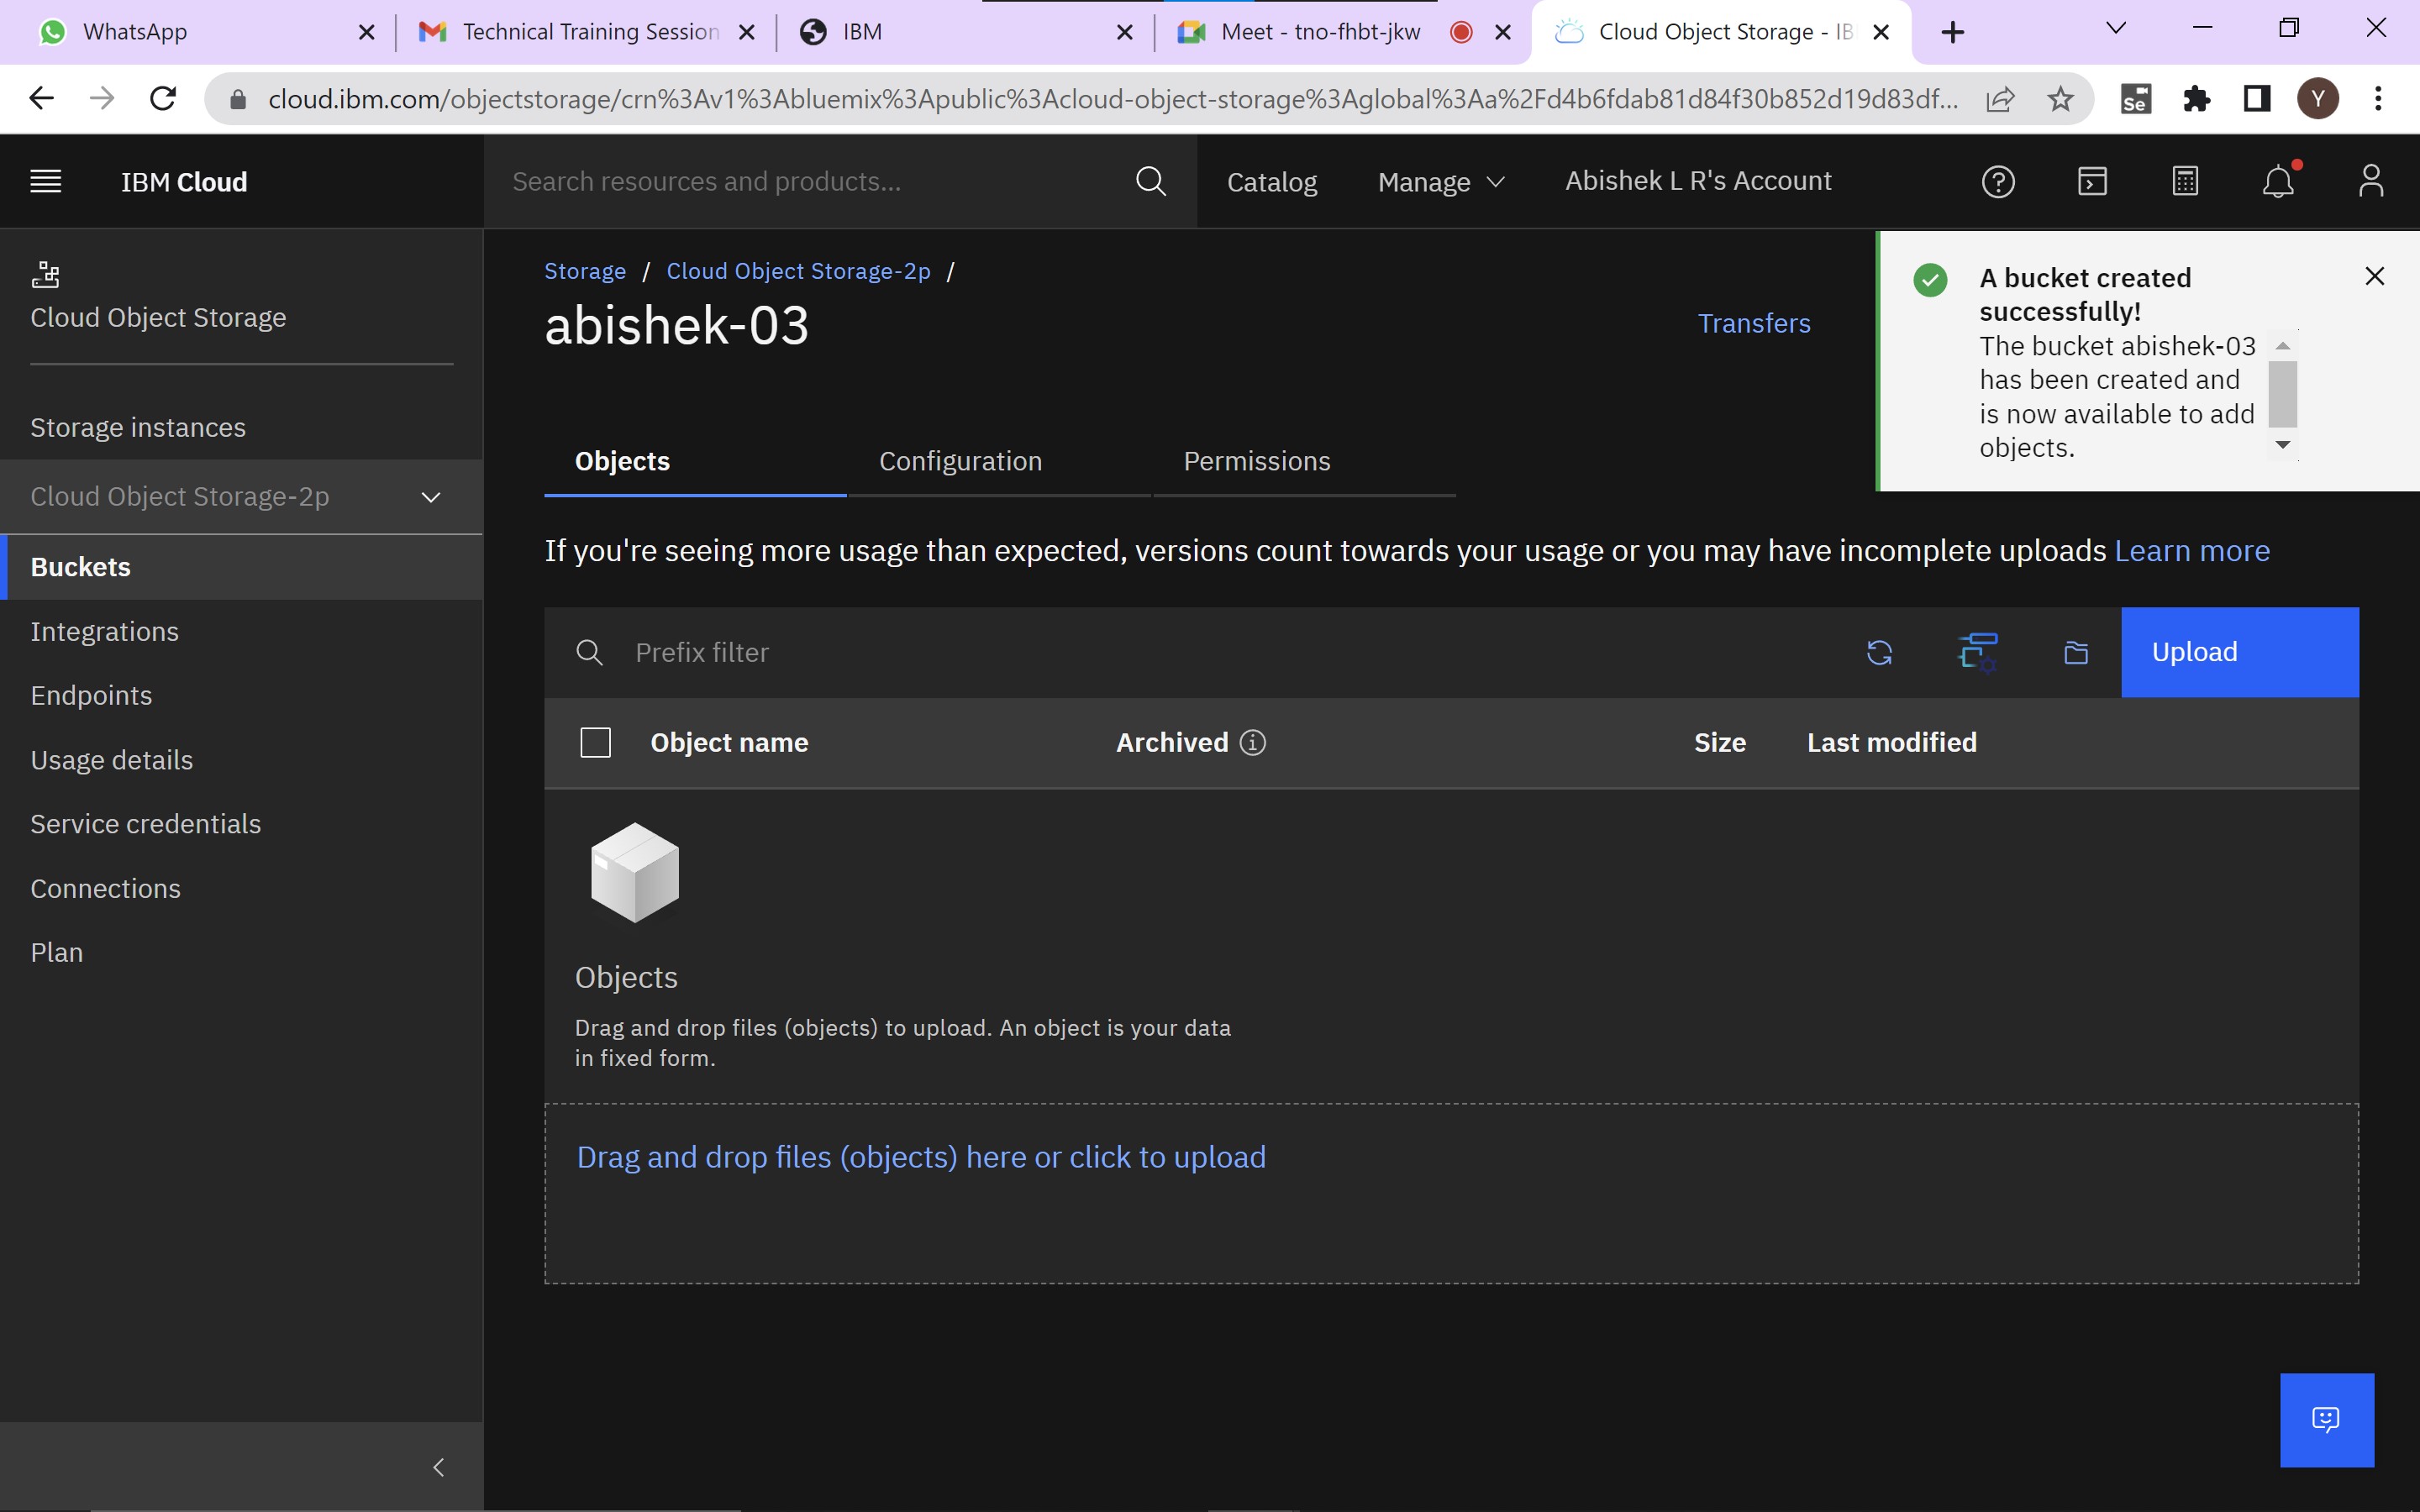 WhatsApp
Technical Training Session
IBM
Meet - tno-fhbt-jkw
Cloud Object Storage - IB
cloud.ibm.com/objectstorage/crn%3Av1%3Abluemix%3Apublic%3Acloud-object-storage%3Aglobal%3Aa%2Fd4b6fdab81d84f30b852d19d83df...
Se
Y
IBM Cloud
Search resources and products...
Catalog
Manage
Abishek L R's Account
Cloud Object Storage
Storage instances
Cloud Object Storage-2p
Buckets
Integrations
Endpoints
Usage details
Service credentials
Connections
Plan
Storage / Cloud Object Storage-2p /
abishek-03
Transfers
A bucket created
successfully!
The bucket abishek-03
has been created and
is now available to add
objects.
Objects
Configuration
Permissions
If you're seeing more usage than expected, versions count towards your usage or you may have incomplete uploads Learn more
Prefix filter
Upload
Object name
Archived
Size
Last modified
Objects
Drag and drop files (objects) to upload. An object is your data
in fixed form.
Drag and drop files (objects) here or click to upload